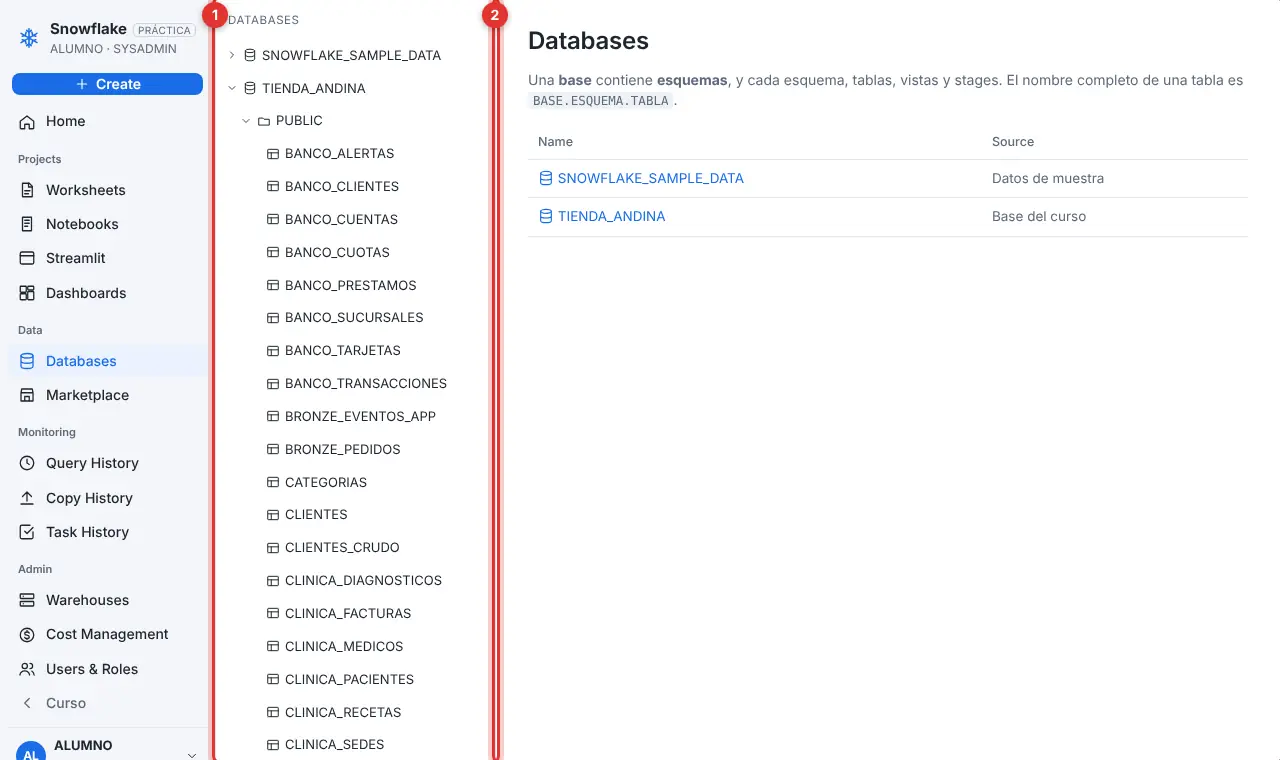 Snowflake PRÁCTICA
ALUMNO · SYSADMIN
+ Create
Home
Projects
Worksheets
Notebooks
Streamlit
Dashboards
Data
Databases
Marketplace
Monitoring
Query History
Copy History
Task History
Admin
Warehouses
Cost Management
Users & Roles
Curso
AL
ALUMNO
1
2
DATABASES
SNOWFLAKE_SAMPLE_DATA
TIENDA_ANDINA
PUBLIC
BANCO_ALERTAS
BANCO_CLIENTES
BANCO_CUENTAS
BANCO_CUOTAS
BANCO_PRESTAMOS
BANCO_SUCURSALES
BANCO_TARJETAS
BANCO_TRANSACCIONES
BRONZE_EVENTOS_APP
BRONZE_PEDIDOS
CATEGORIAS
CLIENTES
CLIENTES_CRUDO
CLINICA_DIAGNOSTICOS
CLINICA_FACTURAS
CLINICA_MEDICOS
CLINICA_PACIENTES
CLINICA_RECETAS
CLINICA_SEDES
Databases
Una base contiene esquemas, y cada esquema, tablas, vistas y stages. El nombre completo de una tabla es
BASE.ESQUEMA.TABLA.
Name Source
SNOWFLAKE_SAMPLE_DATA Datos de muestra
TIENDA_ANDINA Base del curso